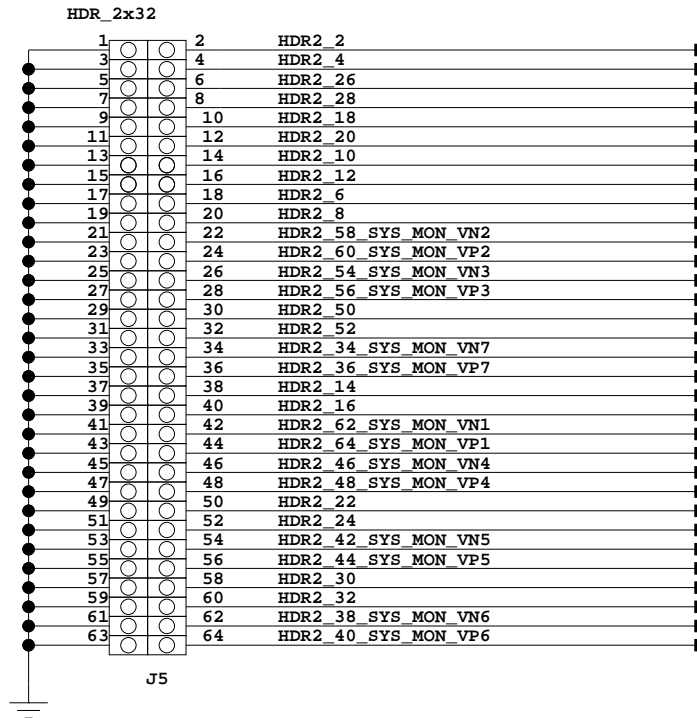 HDR_2x32
1 2 HDR2_2
3 4 HDR2_4
5 6 HDR2_26
7 8 HDR2_28
9 10 HDR2_18
11 12 HDR2_20
13 14 HDR2_10
15 16 HDR2_12
17 18 HDR2_6
19 20 HDR2_8
21 22 HDR2_58_SYS_MON_VN2
23 24 HDR2_60_SYS_MON_VP2
25 26 HDR2_54_SYS_MON_VN3
27 28 HDR2_56_SYS_MON_VP3
29 30 HDR2_50
31 32 HDR2_52
33 34 HDR2_34_SYS_MON_VN7
35 36 HDR2_36_SYS_MON_VP7
37 38 HDR2_14
39 40 HDR2_16
41 42 HDR2_62_SYS_MON_VN1
43 44 HDR2_64_SYS_MON_VP1
45 46 HDR2_46_SYS_MON_VN4
47 48 HDR2_48_SYS_MON_VP4
49 50 HDR2_22
51 52 HDR2_24
53 54 HDR2_42_SYS_MON_VN5
55 56 HDR2_44_SYS_MON_VP5
57 58 HDR2_30
59 60 HDR2_32
61 62 HDR2_38_SYS_MON_VN6
63 64 HDR2_40_SYS_MON_VP6
J5